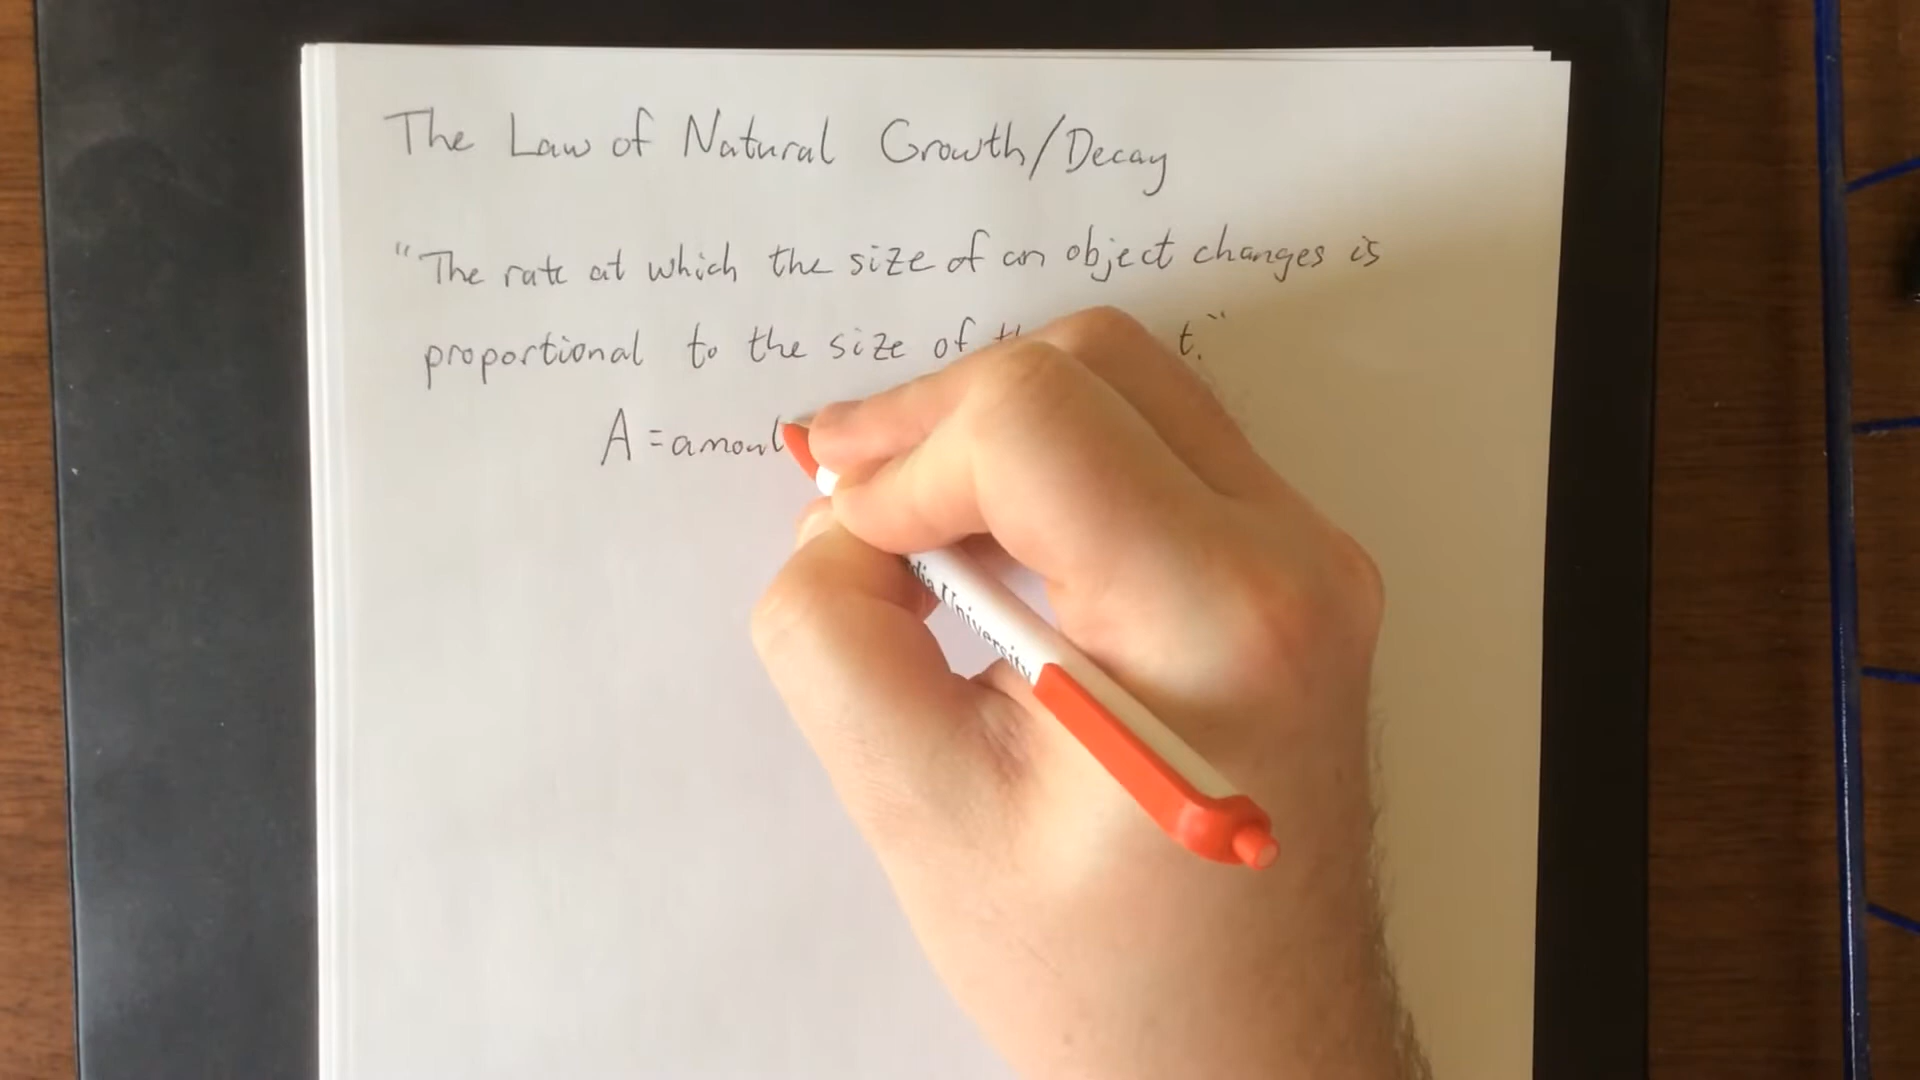 The Law of Natural Growth/Decay
"The rate at which the size of an object changes is
proportional to the size of
A = amou
University